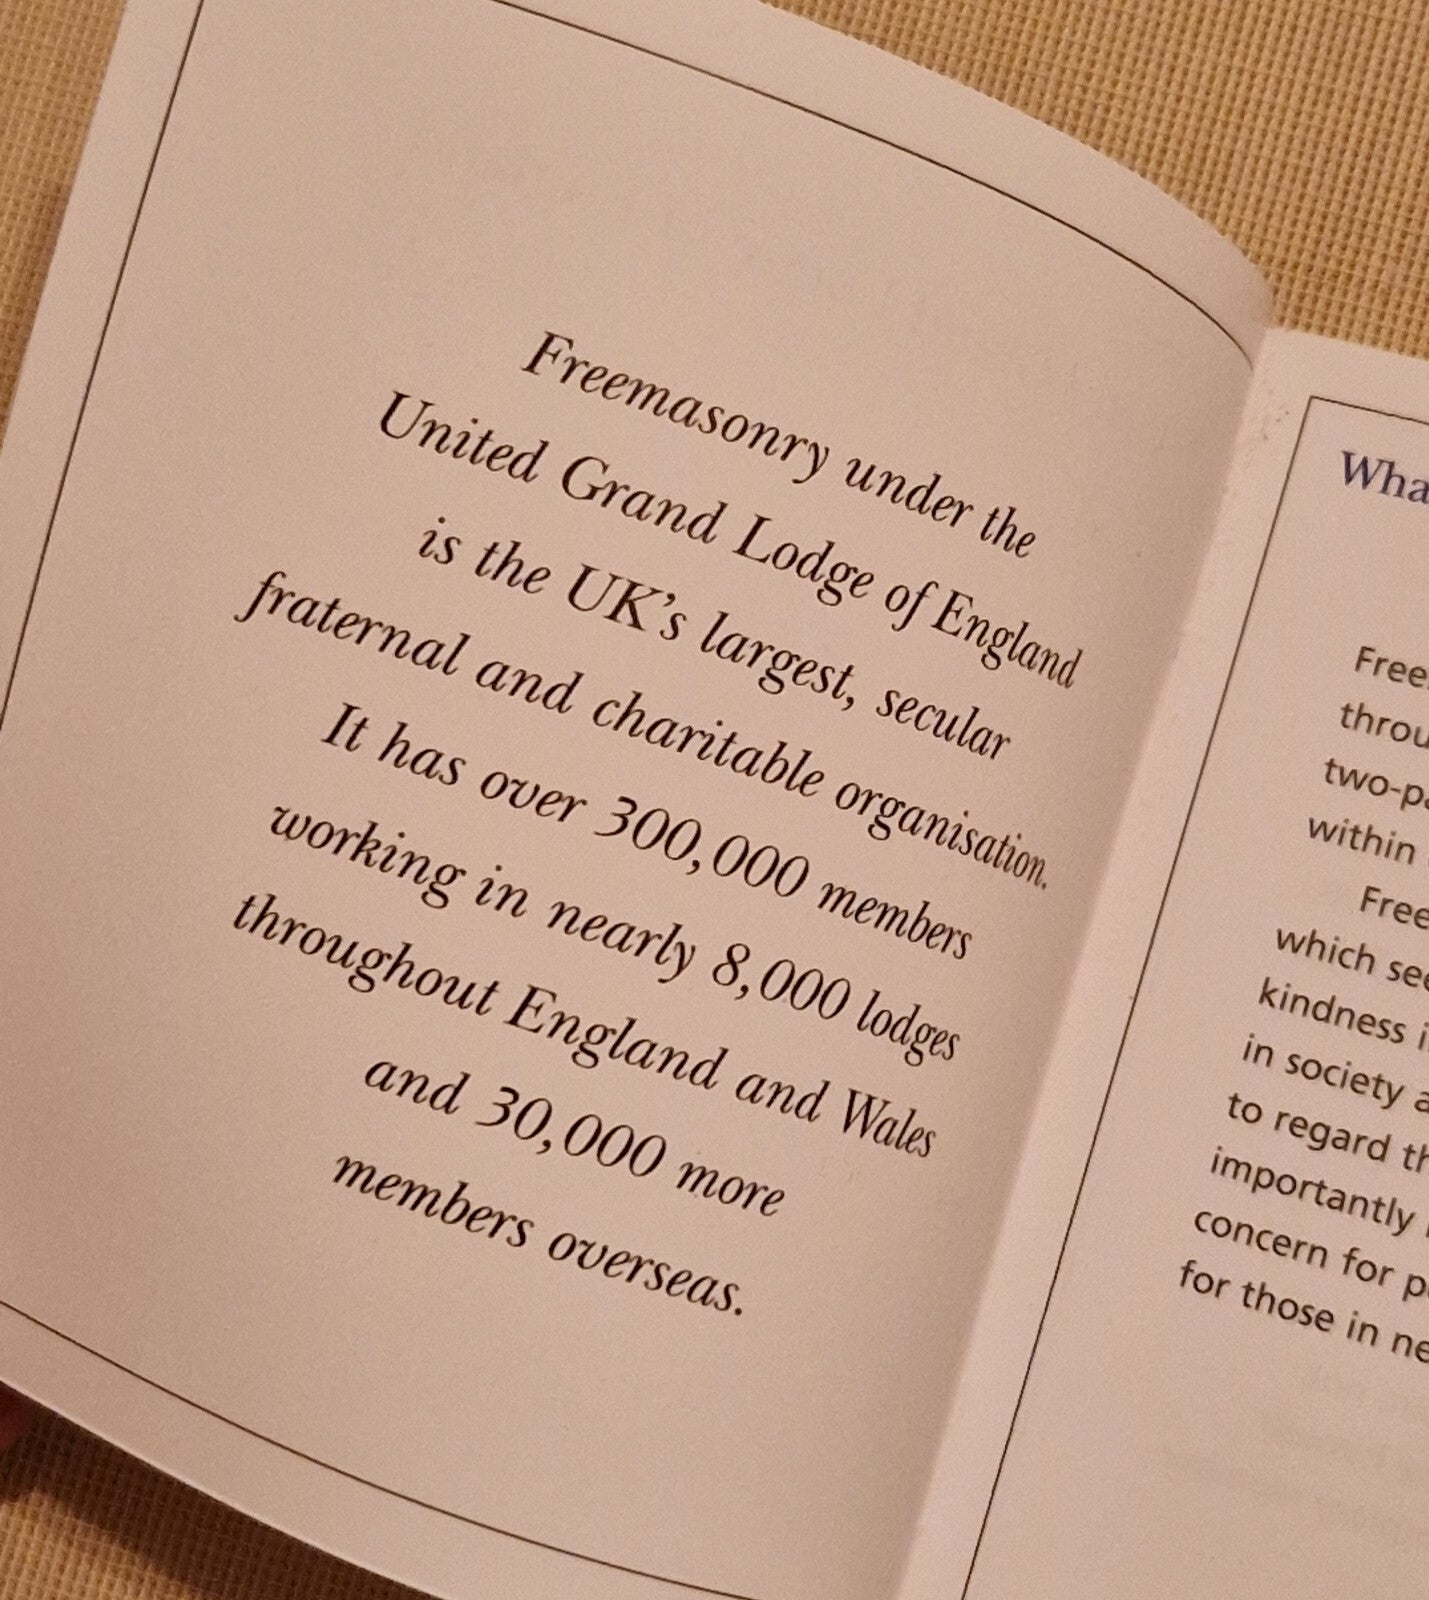 Freemasonry under the
United Grand Lodge of England
is the UK's largest, secular
fraternal and charitable organisation.
It has over 300,000 members
working in nearly 8,000 lodges
throughout England and Wales
and 30,000 more
members overseas.
Wha
Free
throu
two-pa
within
Free
which see
kindness i
in society a
to regard th
importantly
concern for p
for those in ne